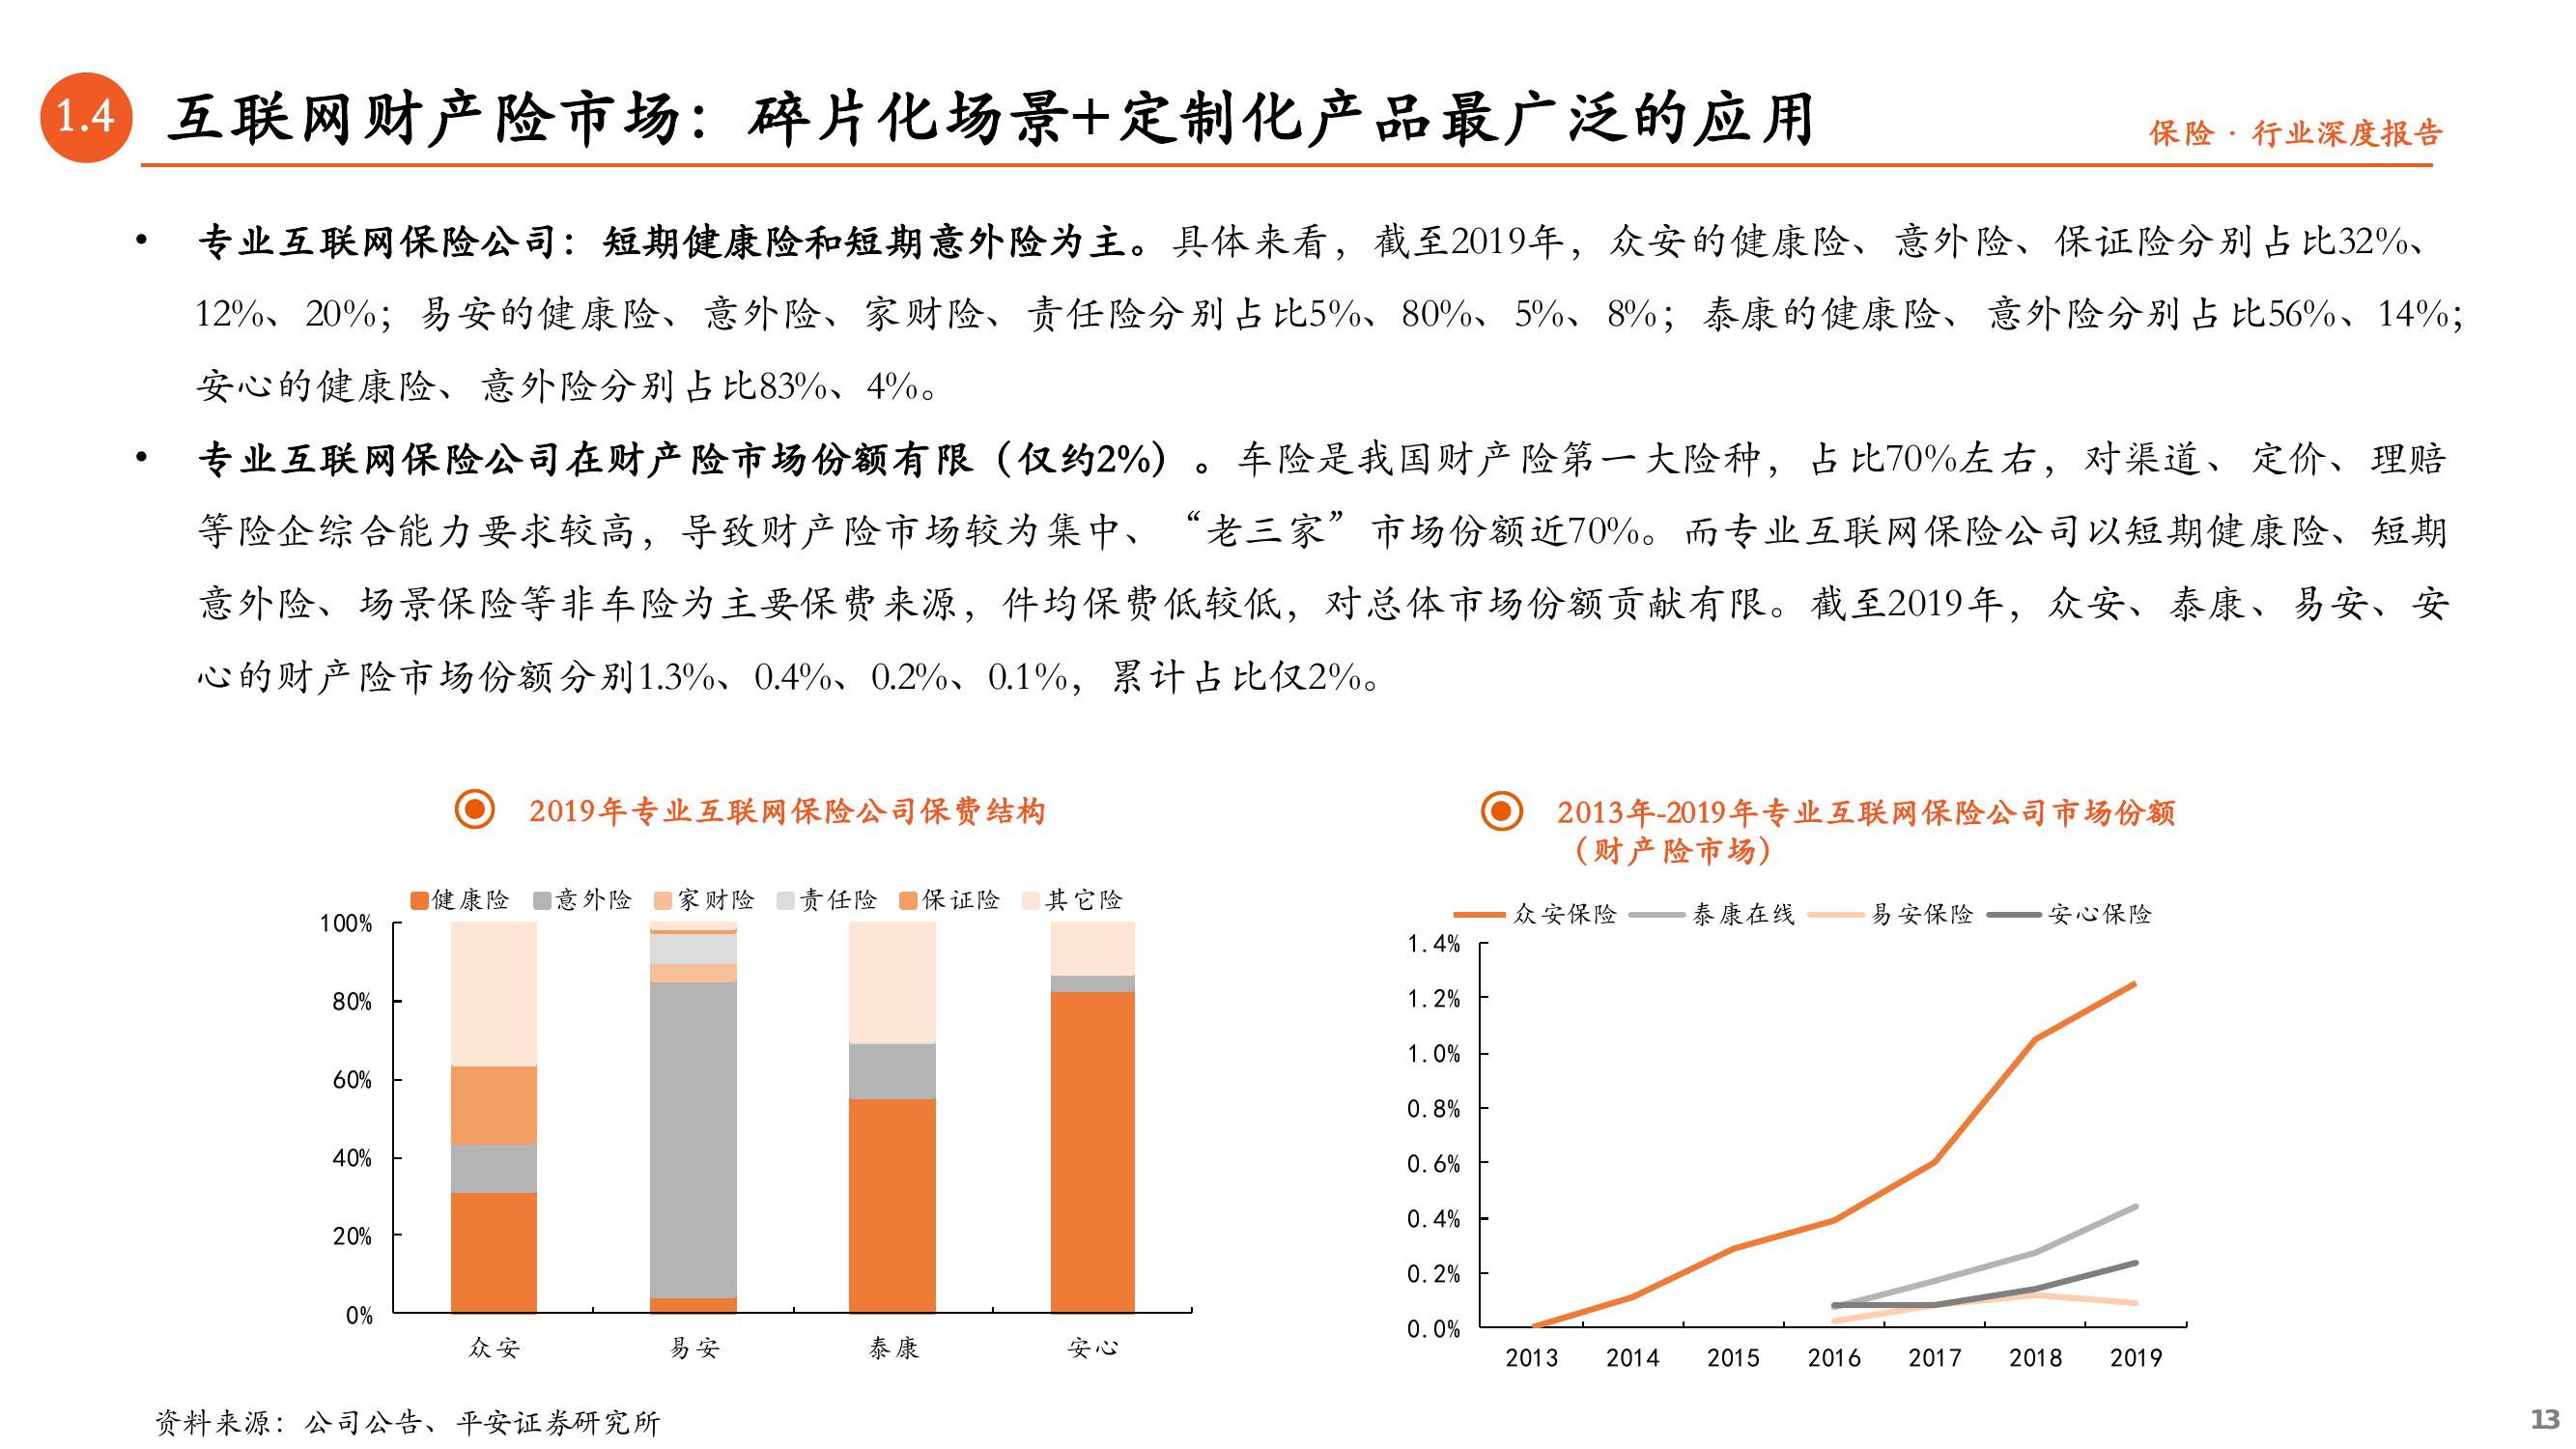 1.4 互联网财产险市场：碎片化场景+定制化产品最广泛的应用
保险 · 行业深度报告
• 专业互联网保险公司：短期健康险和短期意外险为主。具体来看，截至2019年，众安的健康险、意外险、保证险分别占比32%、
12%、20%；易安的健康险、意外险、家财险、责任险分别占比5%、80%、5%、8%；泰康的健康险、意外险分别占比56%、14%；
安心的健康险、意外险分别占比83%、4%。
• 专业互联网保险公司在财产险市场份额有限（仅约2%）。车险是我国财产险第一大险种，占比70%左右，对渠道、定价、理赔
等险企综合能力要求较高，导致财产险市场较为集中、“老三家”市场份额近70%。而专业互联网保险公司以短期健康险、短期
意外险、场景保险等非车险为主要保费来源，件均保费低较低，对总体市场份额贡献有限。截至2019年，众安、泰康、易安、安
心的财产险市场份额分别1.3%、0.4%、0.2%、0.1%，累计占比仅2%。
2019年专业互联网保险公司保费结构
健康险 意外险 家财险 责任险 保证险 其它险
100%
80%
60%
40%
20%
0%
众安 易安 泰康 安心
2013年-2019年专业互联网保险公司市场份额
（财产险市场）
众安保险 泰康在线 易安保险 安心保险
1.4%
1.2%
1.0%
0.8%
0.6%
0.4%
0.2%
0.0%
2013 2014 2015 2016 2017 2018 2019
资料来源：公司公告、平安证券研究所
13